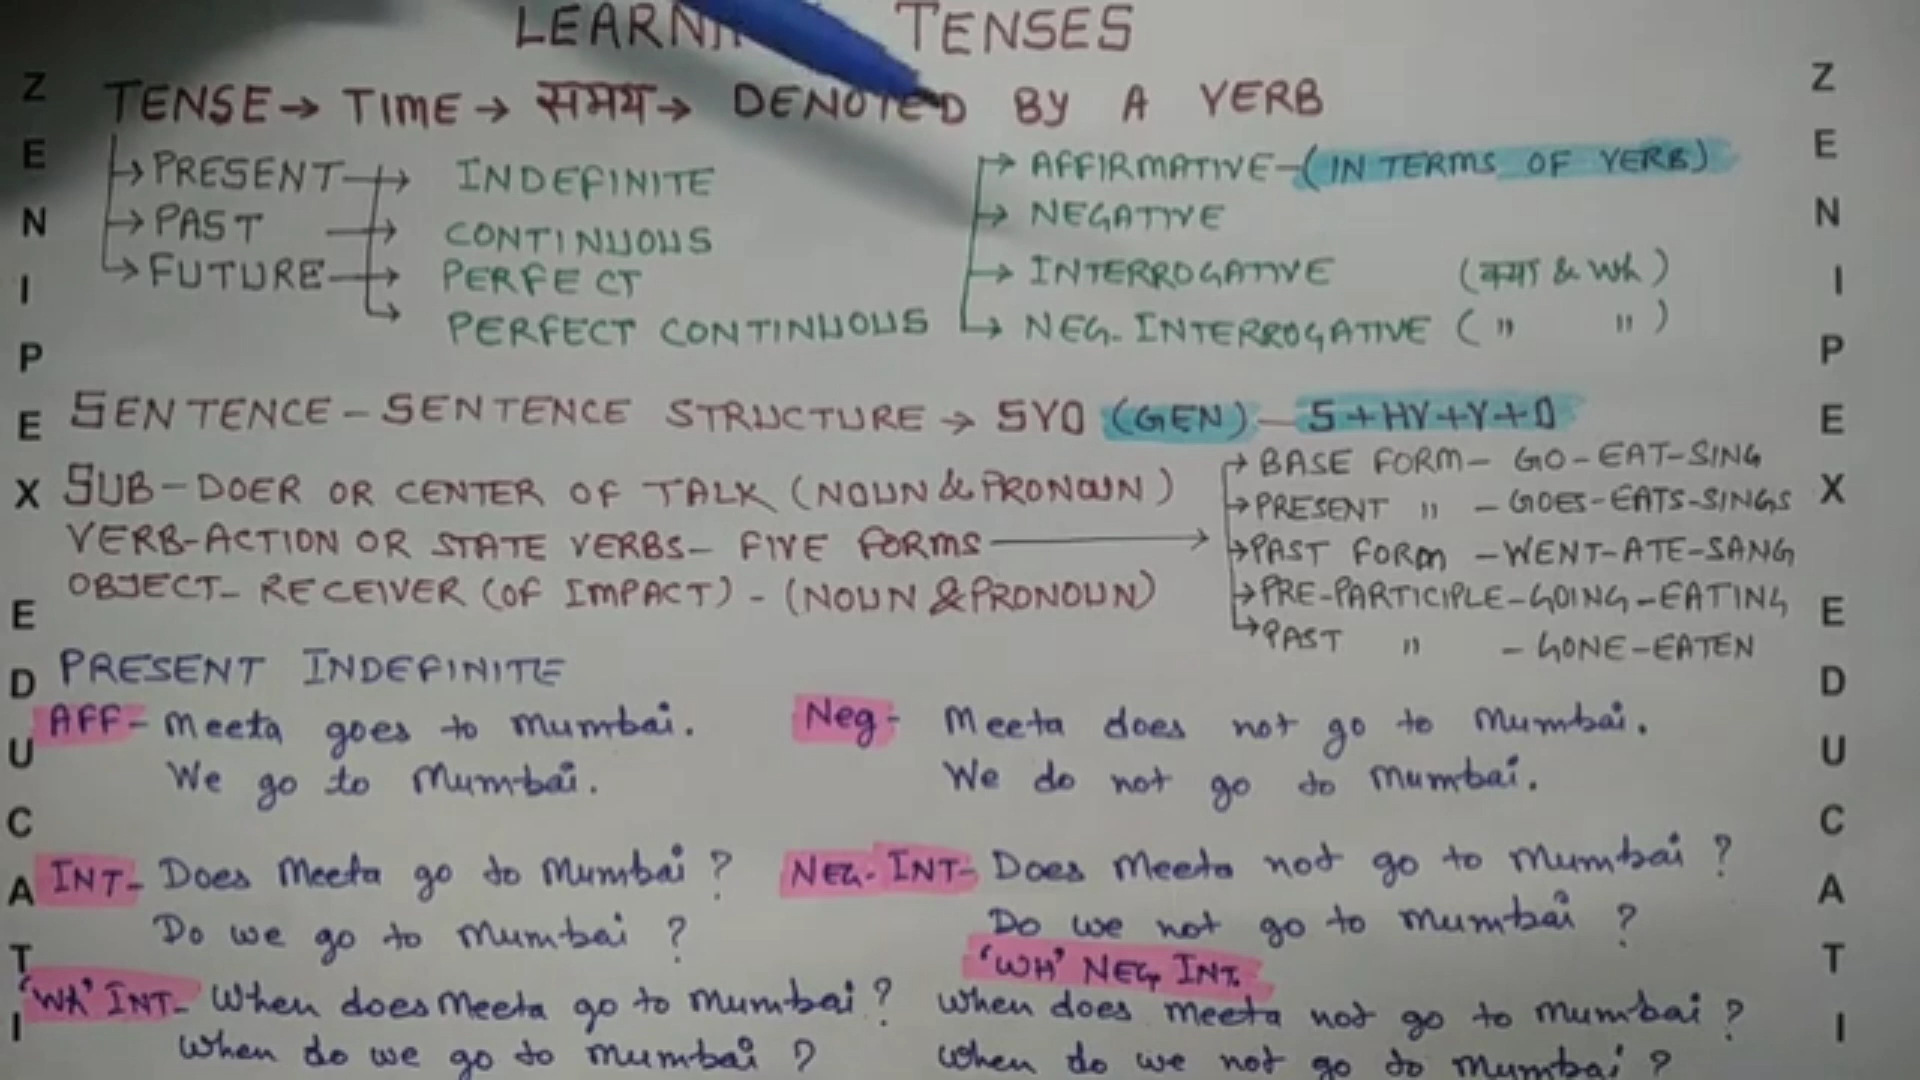 LEARN TENSES
TENSE→ TIME→ समय→ DENOTED BY A VERB
PRESENT → INDEFINITE
PAST → CONTINUOUS
FUTURE → PERFECT
PERFECT CONTINUOUS
AFFIRMATIVE-(IN TERMS OF VERB)
NEGATIVE
INTERROGATIVE (क्या & Wh)
NEG. INTERROGATIVE ( " " )
SENTENCE - SENTENCE STRUCTURE → SVO (GEN) - S+HV+V+O
SUB-DOER OR CENTER OF TALK (NOUN & PRONOUN)
VERB-ACTION OR STATE VERBS- FIVE FORMS
OBJECT- RECEIVER (OF IMPACT) - (NOUN & PRONOUN)
BASE FORM- GO-EAT-SING
PRESENT " - GOES-EATS-SINGS
PAST FORM -WENT-ATE-SANG
PRE-PARTICIPLE-GOING-EATING
PAST " - GONE-EATEN
PRESENT INDEFINITE
AFF- Meeta goes to Mumbai.
We go to Mumbai.
Neg- Meeta does not go to Mumbai.
We do not go to Mumbai.
INT- Does Meeta go to Mumbai ?
Do we go to Mumbai ?
NEG. INT- Does Meeta not go to Mumbai ?
Do we not go to Mumbai ?
'WH' INT- When does Meeta go to Mumbai ?
When do we go to Mumbai ?
'WH' NEG INT.
When does Meeta not go to Mumbai ?
When do we not go to Mumbai ?
ZENIPEX EDUCATI
ZENIPEX EDUCATI